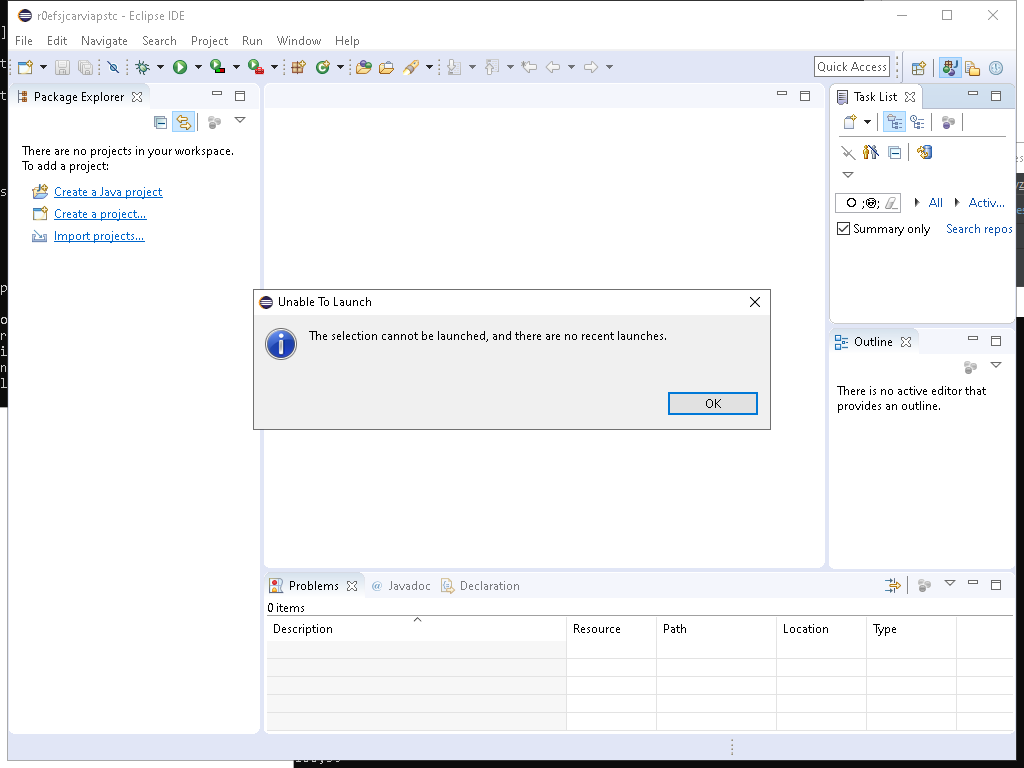 r0efsjcarviapstc - Eclipse IDE
File Edit Navigate Search Project Run Window Help
Quick Access
Package Explorer
Task List
There are no projects in your workspace.
To add a project:
Create a Java project
Create a project...
Import projects...
All Activ...
Summary only Search repos
Unable To Launch
The selection cannot be launched, and there are no recent launches.
OK
Outline
There is no active editor that
provides an outline.
Problems @ Javadoc Declaration
0 items
Description Resource Path Location Type